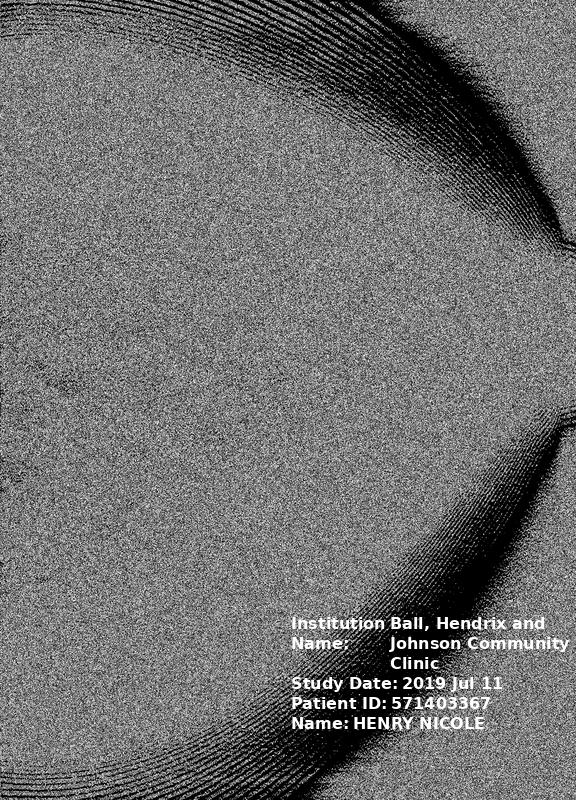 Institution Name: Ball, Hendrix and
Johnson Community
Clinic
Study Date: 2019 Jul 11
Patient ID: 571403367
Name: HENRY NICOLE